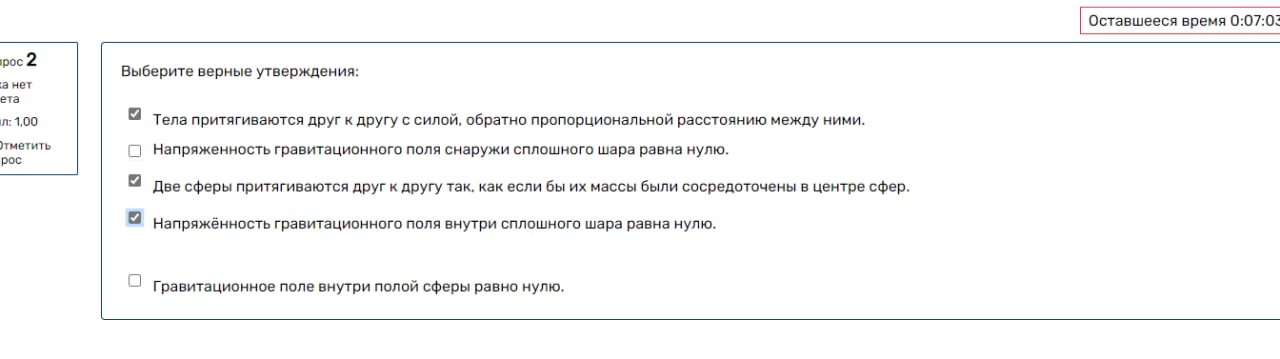 Оставшееся время 0:07:03
прос 2
ка нет
ета
л: 1,00
Отметить
рос
Выберите верные утверждения:
Тела притягиваются друг к другу с силой, обратно пропорциональной расстоянию между ними.
Напряженность гравитационного поля снаружи сплошного шара равна нулю.
Две сферы притягиваются друг к другу так, как если бы их массы были сосредоточены в центре сфер.
Напряжённость гравитационного поля внутри сплошного шара равна нулю.
Гравитационное поле внутри полой сферы равно нулю.